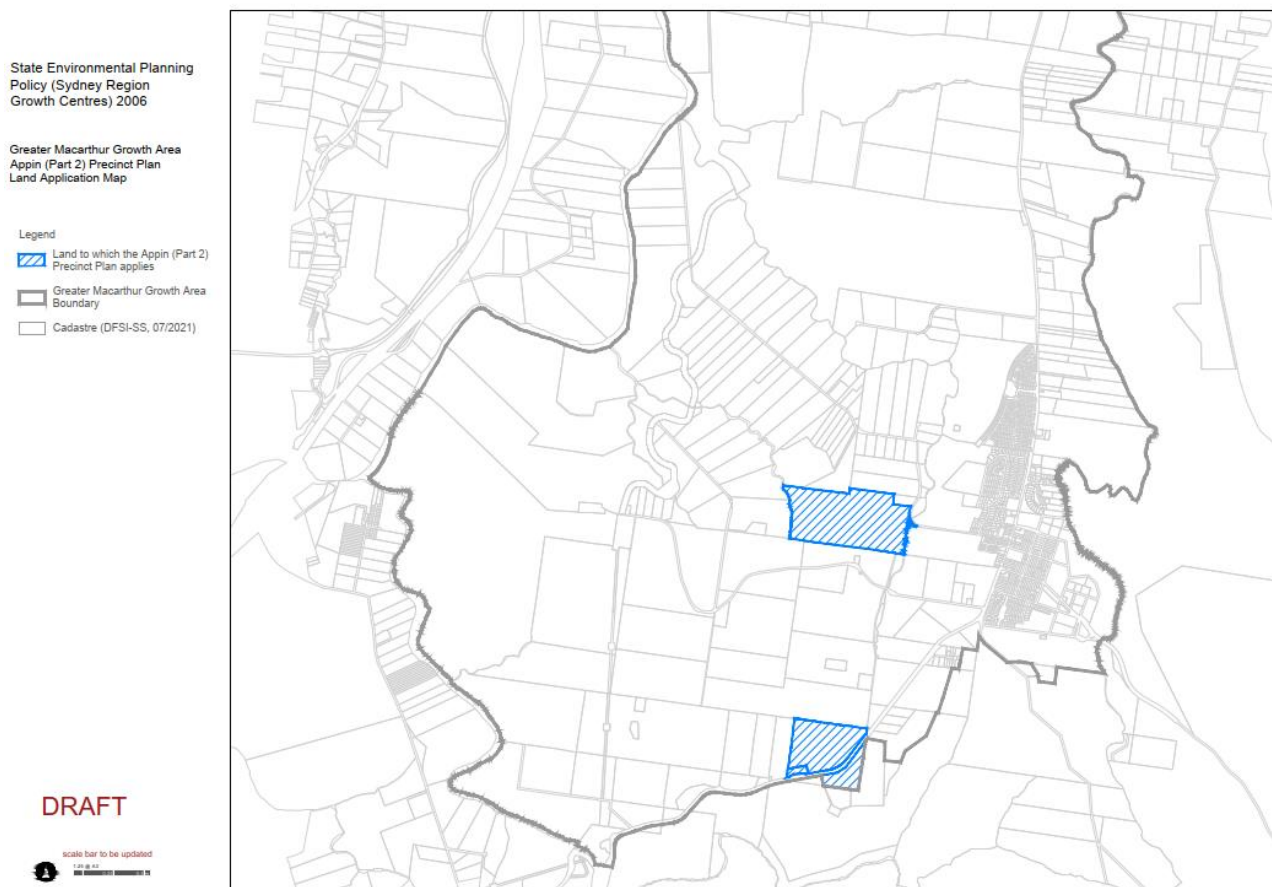 State Environmental Planning
Policy (Sydney Region
Growth Centres) 2006
Greater Macarthur Growth Area
Appin (Part 2) Precinct Plan
Land Application Map
Legend
Land to which the Appin (Part 2)
Precinct Plan applies
Greater Macarthur Growth Area
Boundary
Cadastre (DFSI-SS, 07/2021)
DRAFT
scale bar to be updated